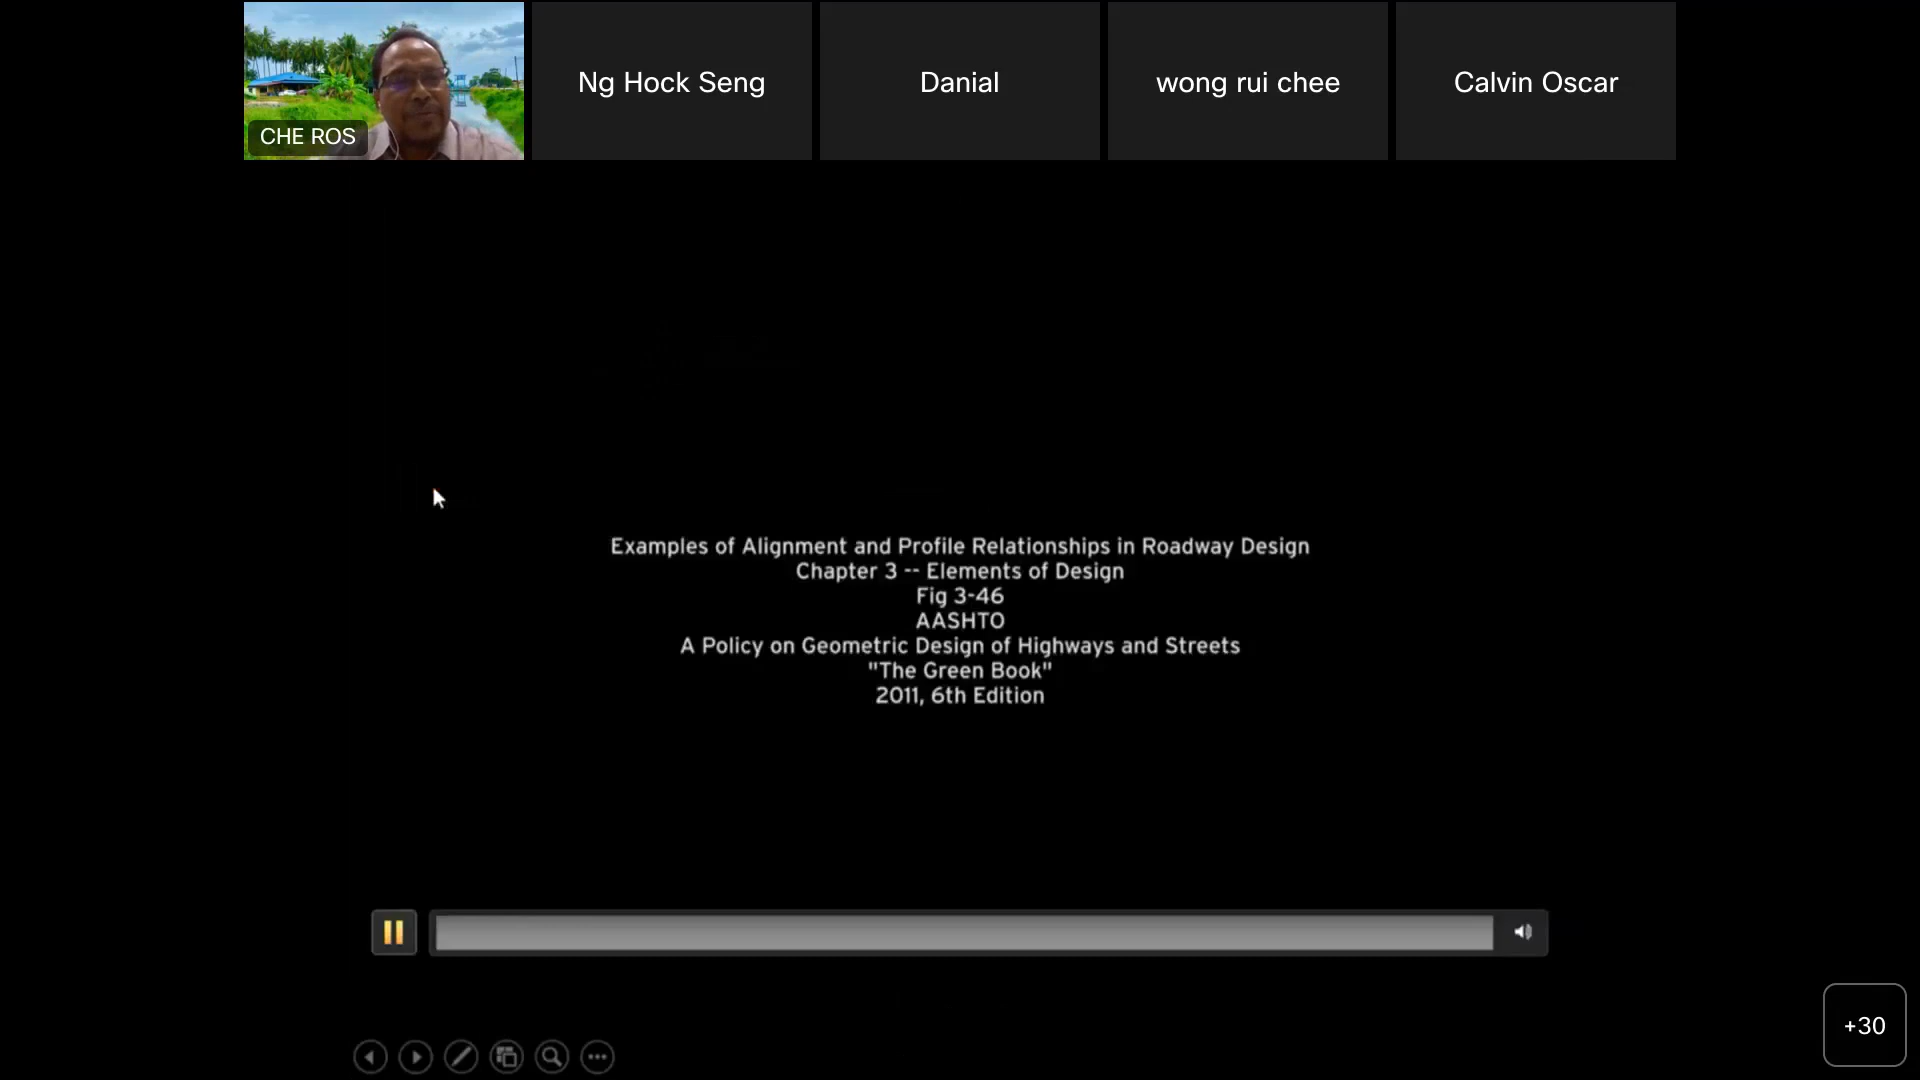 CHE ROS
Ng Hock Seng
Danial
wong rui chee
Calvin Oscar
Examples of Alignment and Profile Relationships in Roadway Design
Chapter 3 -- Elements of Design
Fig 3-46
AASHTO
A Policy on Geometric Design of Highways and Streets
"The Green Book"
2011, 6th Edition
+30